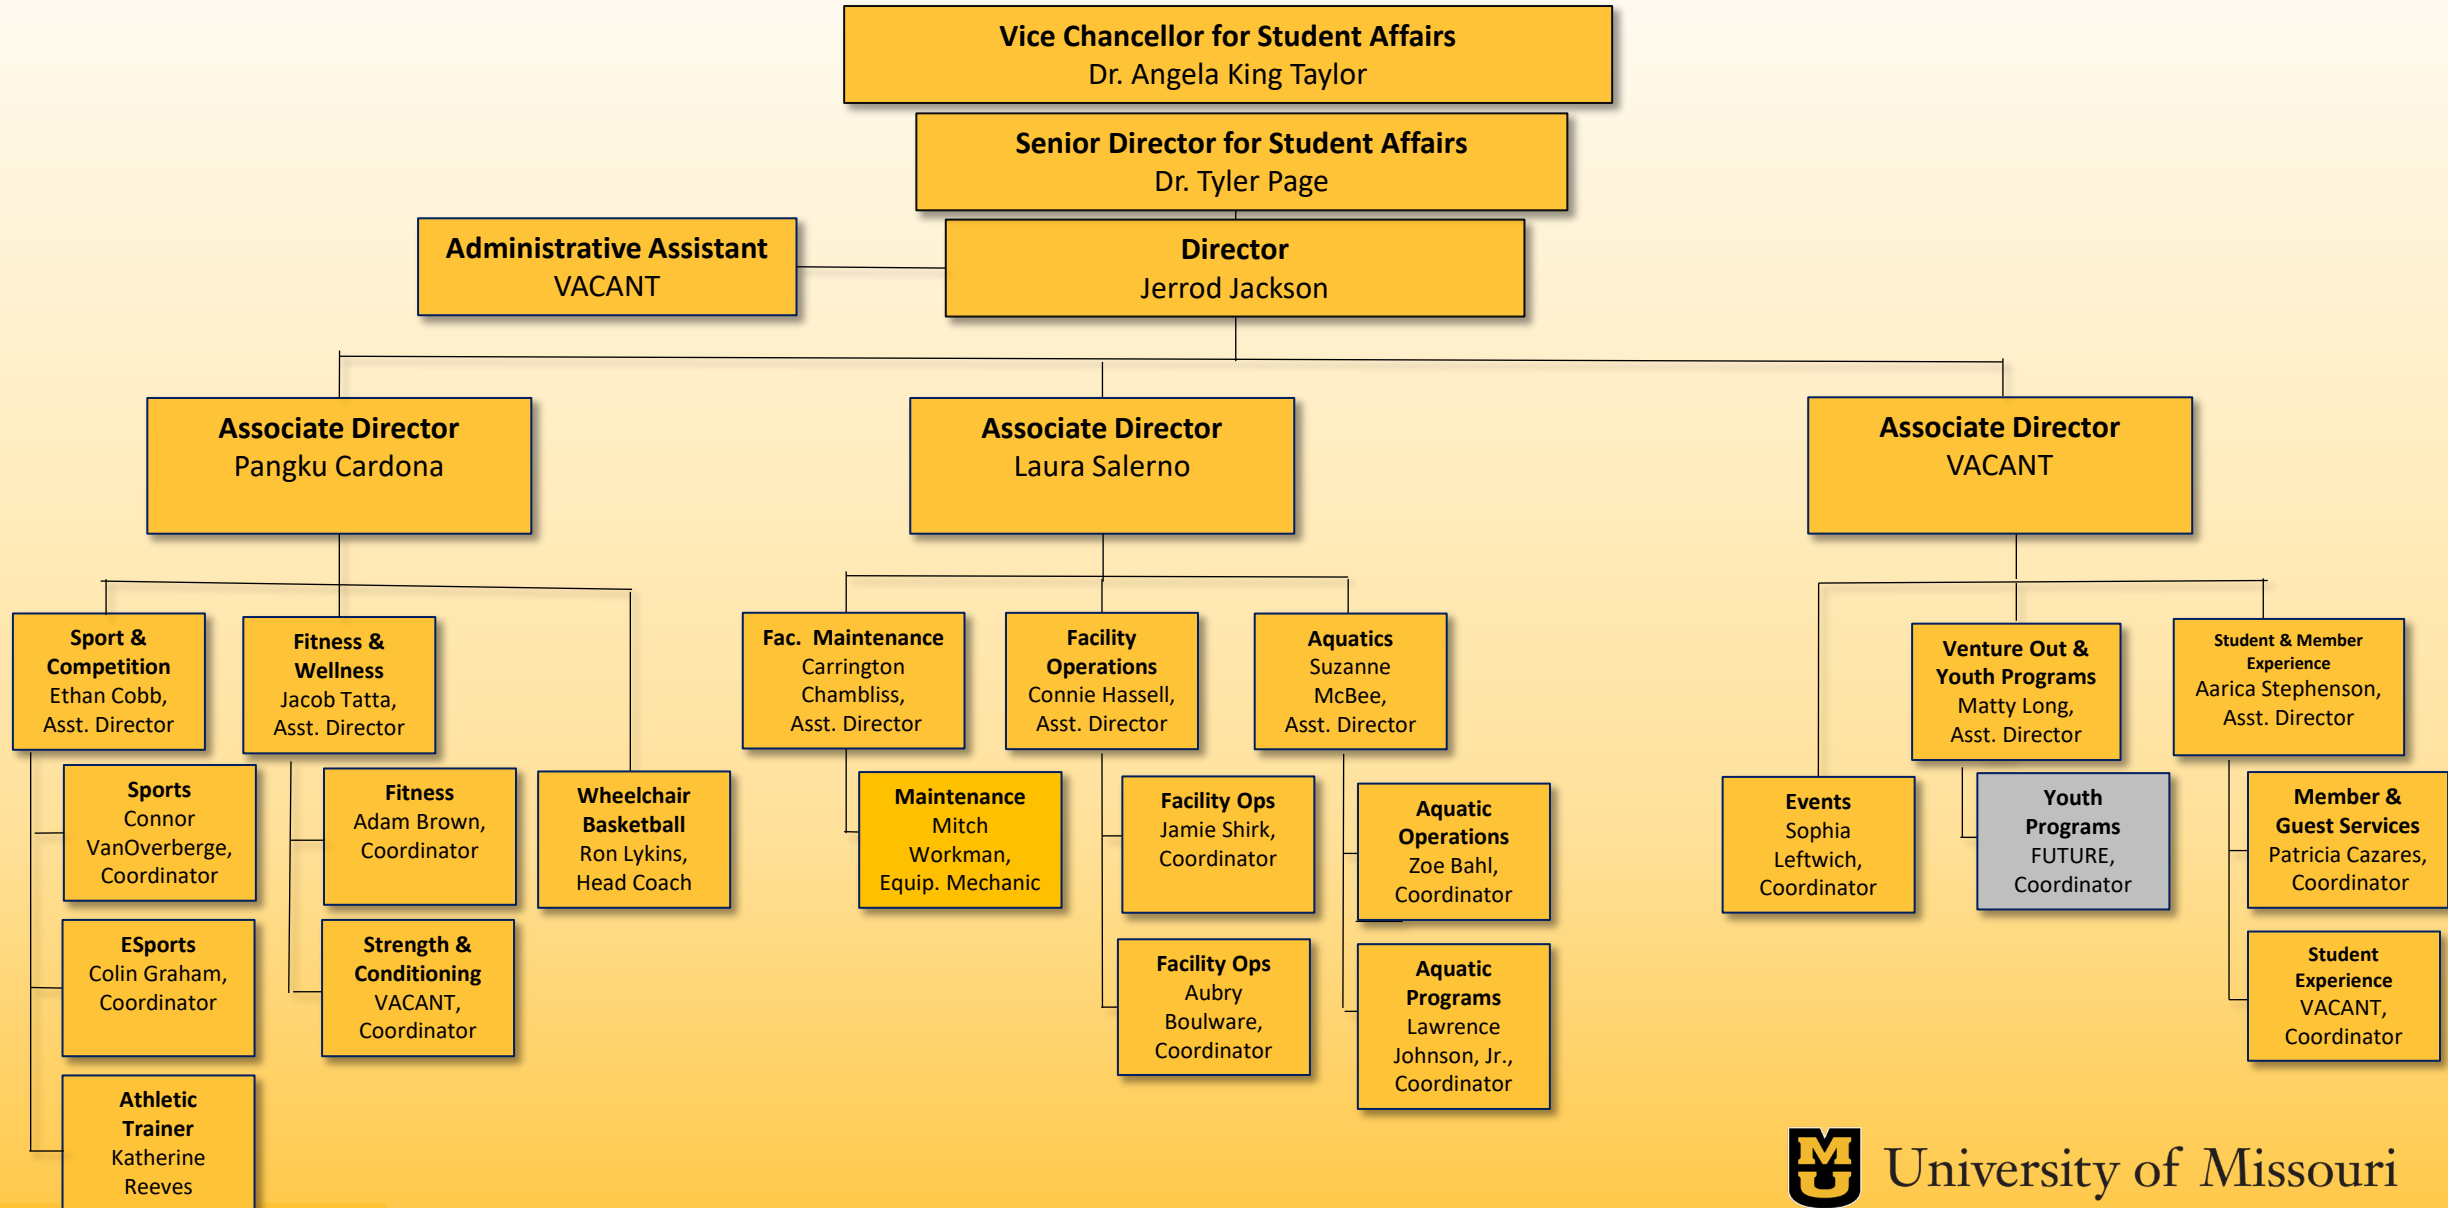 Vice Chancellor for Student Affairs
Dr. Angela King Taylor
Senior Director for Student Affairs
Dr. Tyler Page
Administrative Assistant
VACANT
Director
Jerrod Jackson
Associate Director
Pangku Cardona
Associate Director
Laura Salerno
Associate Director
VACANT
Sport &
Competition
Ethan Cobb,
Asst. Director
Fitness &
Wellness
Jacob Tatta,
Asst. Director
Fac.  Maintenance
Carrington
Chambliss,
Asst. Director
Facility
Operations
Connie Hassell,
Asst. Director
Aquatics
Suzanne
McBee,
Asst. Director
Venture Out &
Youth Programs
Matty Long,
Asst. Director
Student & Member
Experience
Aarica Stephenson,
Asst. Director
Sports
Connor
VanOverberge,
Coordinator
Fitness
Adam Brown,
Coordinator
Wheelchair
Basketball
Ron Lykins,
Head Coach
Maintenance
Mitch
Workman,
Equip. Mechanic
Facility Ops
Jamie Shirk,
Coordinator
Aquatic
Operations
Zoe Bahl,
Coordinator
Events
Sophia
Leftwich,
Coordinator
Youth
Programs
FUTURE,
Coordinator
Member &
Guest Services
Patricia Cazares,
Coordinator
ESports
Colin Graham,
Coordinator
Strength &
Conditioning
VACANT,
Coordinator
Facility Ops
Aubry
Boulware,
Coordinator
Aquatic
Programs
Lawrence
Johnson, Jr.,
Coordinator
Student
Experience
VACANT,
Coordinator
Athletic
Trainer
Katherine
Reeves
MU
University of Missouri